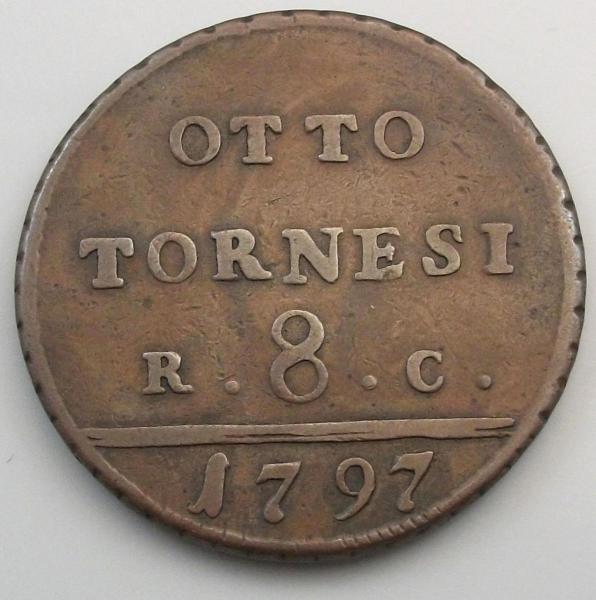 OTTO
TORNESI
R . 8 . C .
1797